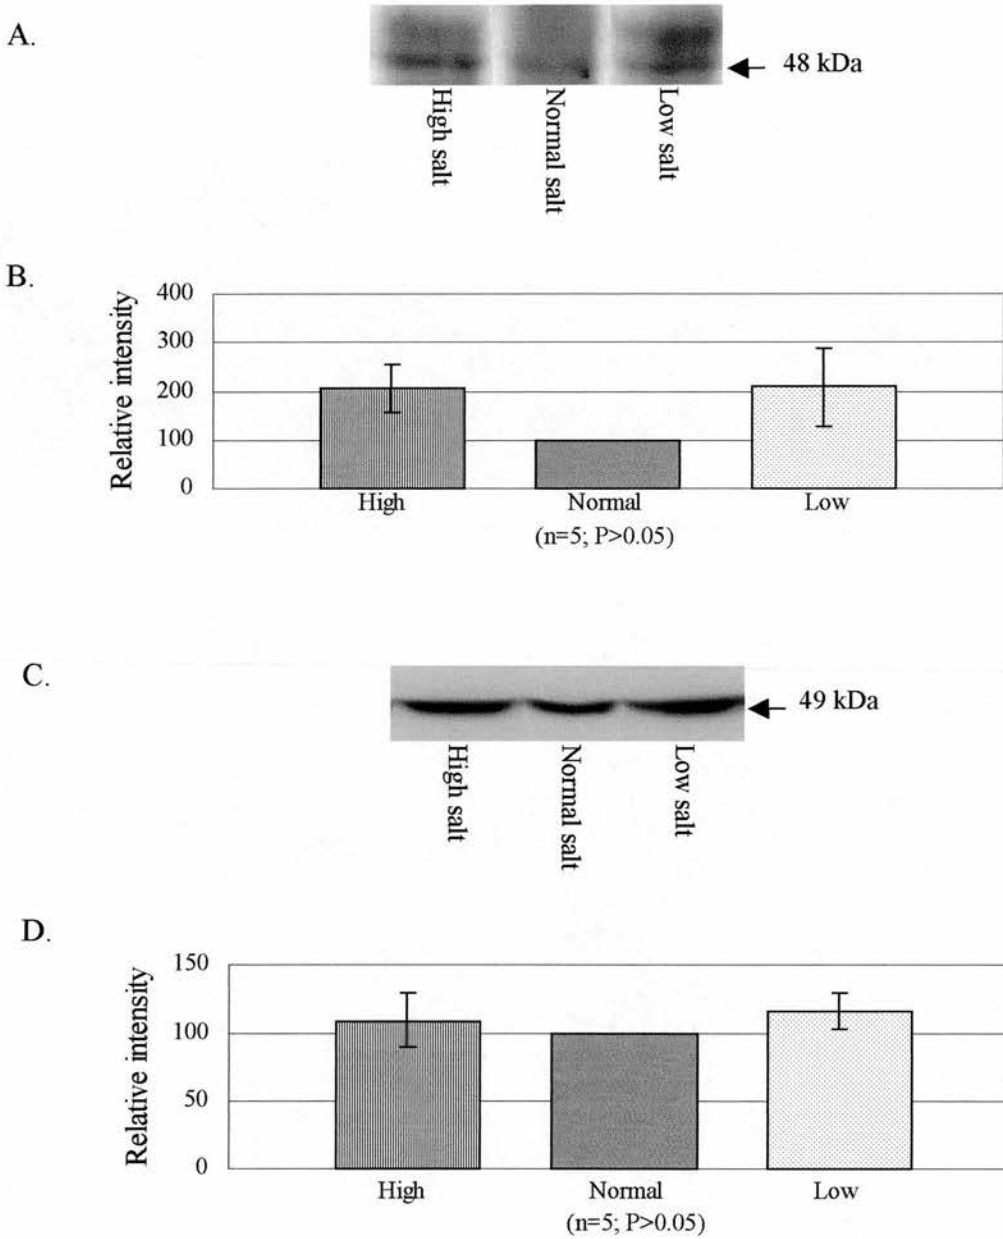 A.
48 kDa
High salt
Normal salt
Low salt
B.
Relative intensity
400
300
200
100
0
High
Normal
Low
(n=5; P>0.05)
C.
49 kDa
High salt
Normal salt
Low salt
D.
Relative intensity
150
100
50
0
High
Normal
Low
(n=5; P>0.05)